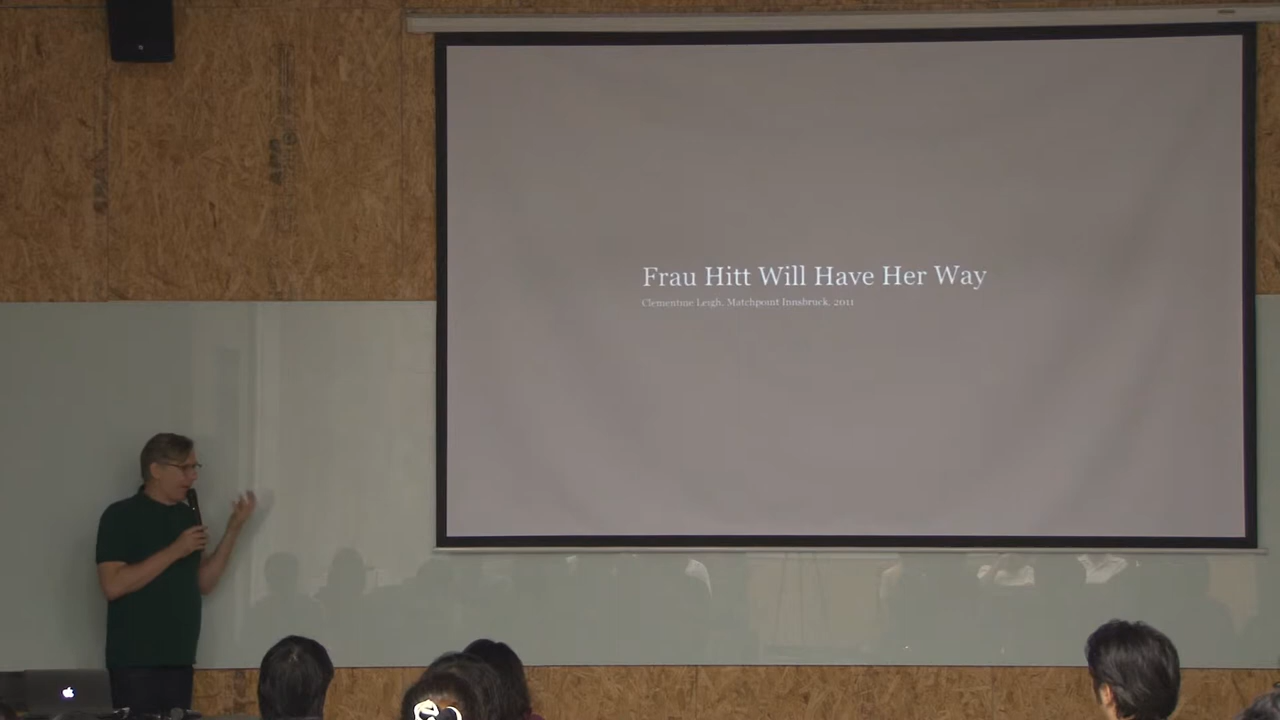 Frau Hitt Will Have Her Way
Clementine Leigh, Matchpoint Innsbruck, 2011